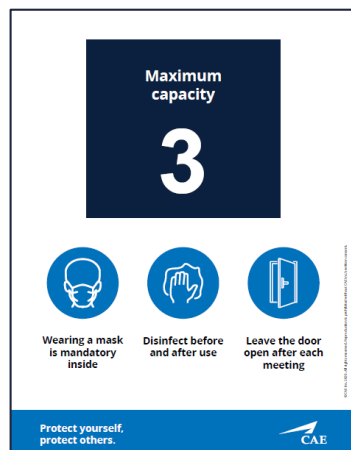 Maximum
capacity
3
Wearing a mask
is mandatory
inside
Disinfect before
and after use
Leave the door
open after each
meeting
Protect yourself,
protect others.
CAE